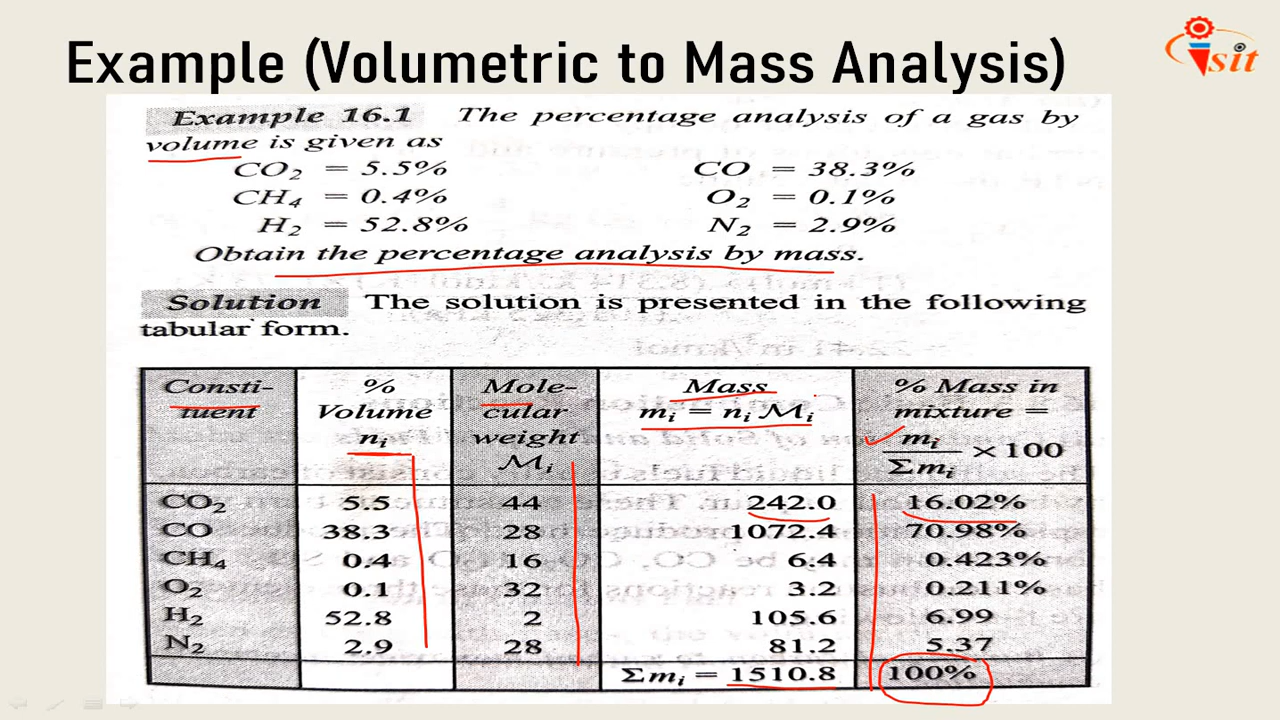 Example (Volumetric to Mass Analysis)
isit
Example 16.1 The percentage analysis of a gas by
volume is given as
CO₂ = 5.5% CO = 38.3%
CH₄ = 0.4% O₂ = 0.1%
H₂ = 52.8% N₂ = 2.9%
Obtain the percentage analysis by mass.
Solution The solution is presented in the following
tabular form.
Consti- % Mole- Mass % Mass in
tuent Volume cular mᵢ = nᵢ ℳᵢ mixture =
nᵢ weight mᵢ/Σmᵢ × 100
ℳᵢ
CO₂ 5.5 44 242.0 16.02%
CO 38.3 28 1072.4 70.98%
CH₄ 0.4 16 6.4 0.423%
O₂ 0.1 32 3.2 0.211%
H₂ 52.8 2 105.6 6.99
N₂ 2.9 28 81.2 5.37
Σmᵢ = 1510.8 100%